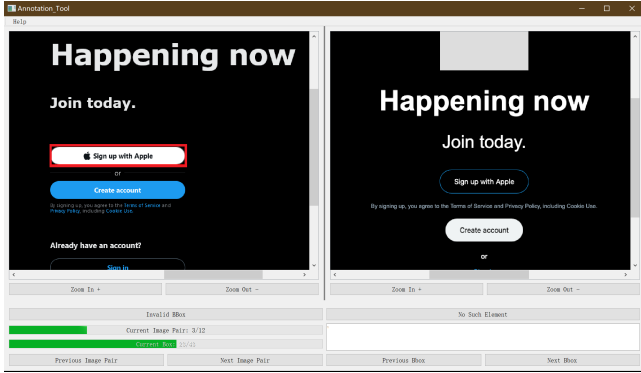 Annotation_Tool
Help
Happening now
Join today.
Sign up with Apple
or
Create account
By signing up, you agree to the Terms of Service and
Privacy Policy, including Cookie Use.
Already have an account?
Sign in
Happening now
Join today.
Sign up with Apple
By signing up, you agree to the Terms of Service and Privacy Policy, including Cookie Use.
Create account
or
Zoom In +
Zoom Out -
Zoom In +
Zoom Out -
Invalid BBox
No Such Element
Current Image Pair: 3/12
Current Box:
Previous Image Pair
Next Image Pair
Previous Bbox
Next Bbox